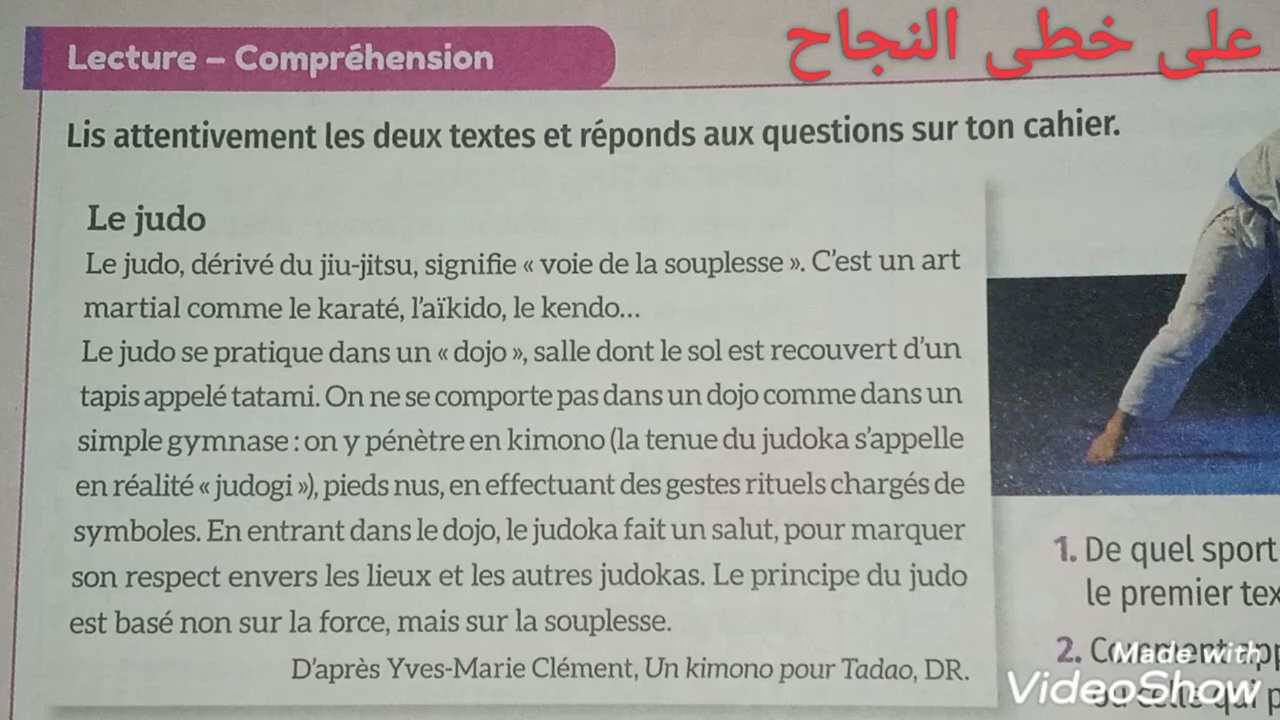 Lecture – Compréhension
على خطى النجاح
Lis attentivement les deux textes et réponds aux questions sur ton cahier.
Le judo
Le judo, dérivé du jiu-jitsu, signifie « voie de la souplesse ». C'est un art
martial comme le karaté, l'aïkido, le kendo...
Le judo se pratique dans un « dojo », salle dont le sol est recouvert d'un
tapis appelé tatami. On ne se comporte pas dans un dojo comme dans un
simple gymnase : on y pénètre en kimono (la tenue du judoka s'appelle
en réalité « judogi »), pieds nus, en effectuant des gestes rituels chargés de
symboles. En entrant dans le dojo, le judoka fait un salut, pour marquer
son respect envers les lieux et les autres judokas. Le principe du judo
est basé non sur la force, mais sur la souplesse.
D'après Yves-Marie Clément, Un kimono pour Tadao, DR.
1. De quel sport
le premier
2.
Made with
VideoShow